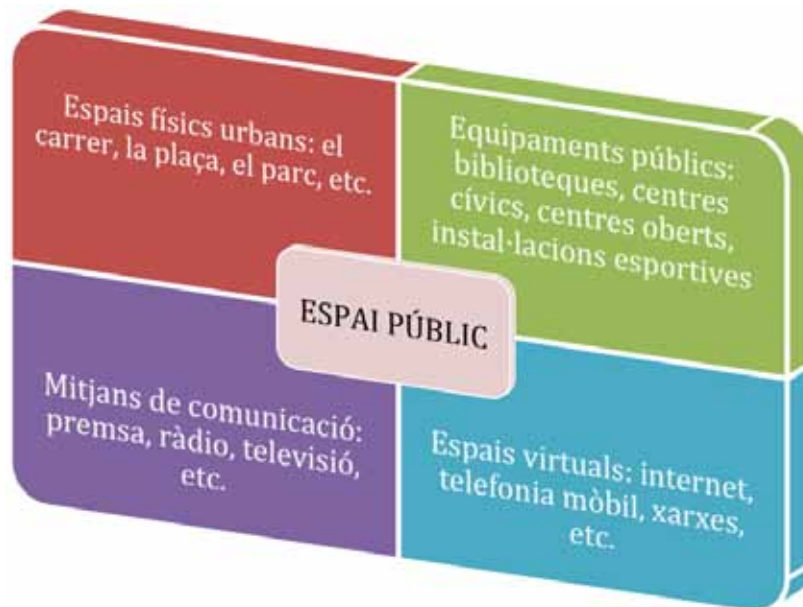 Espais físics urbans: el
carrer, la plaça, el parc, etc.
Equipaments públics:
biblioteques, centres
cívics, centres oberts,
instal·lacions esportives
ESPAI PÚBLIC
Mitjans de comunicació:
premsa, ràdio, televisió,
etc.
Espais virtuals: internet,
telefonia mòbil, xarxes,
etc.